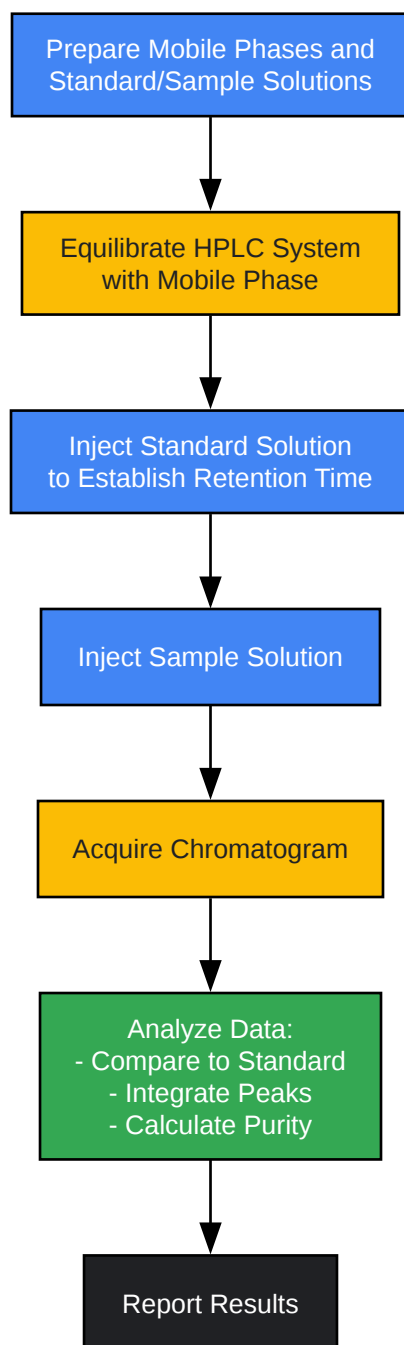 Prepare Mobile Phases and
Standard/Sample Solutions
Equilibrate HPLC System
with Mobile Phase
Inject Standard Solution
to Establish Retention Time
Inject Sample Solution
Acquire Chromatogram
Analyze Data:
- Compare to Standard
- Integrate Peaks
- Calculate Purity
Report Results